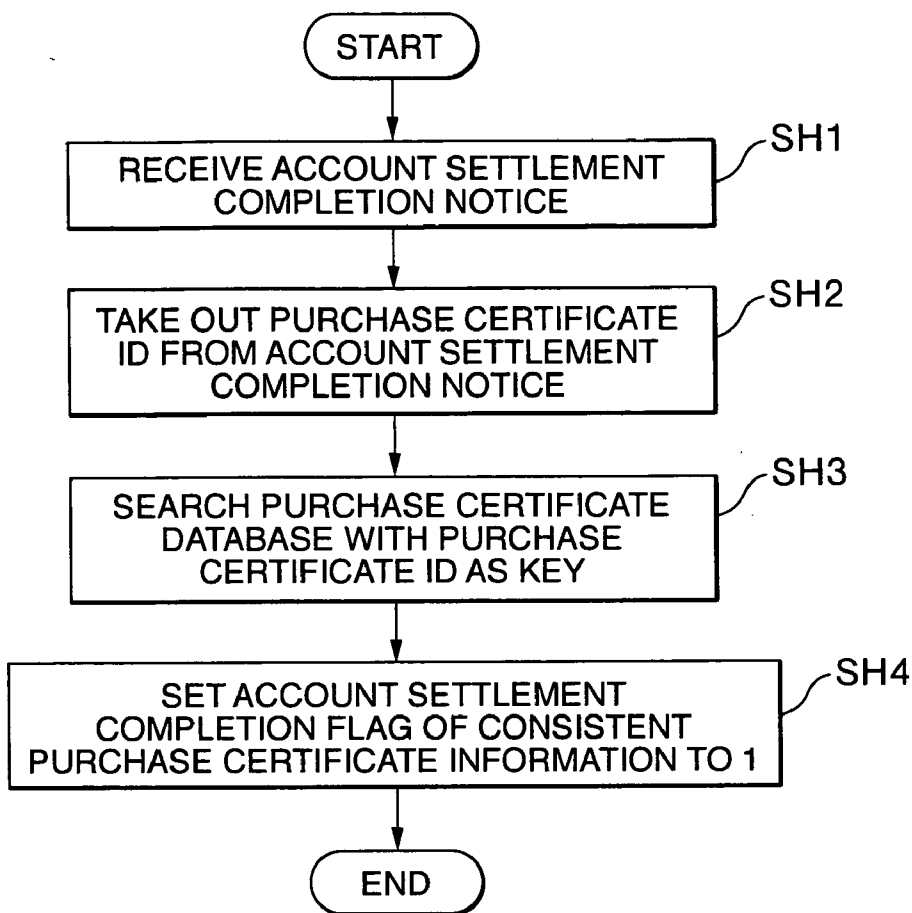 START
SH1
RECEIVE ACCOUNT SETTLEMENT
COMPLETION NOTICE
SH2
TAKE OUT PURCHASE CERTIFICATE
ID FROM ACCOUNT SETTLEMENT
COMPLETION NOTICE
SH3
SEARCH PURCHASE CERTIFICATE
DATABASE WITH PURCHASE
CERTIFICATE ID AS KEY
SH4
SET ACCOUNT SETTLEMENT
COMPLETION FLAG OF CONSISTENT
PURCHASE CERTIFICATE INFORMATION TO 1
END